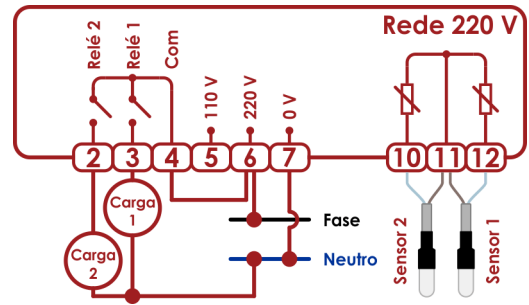 Rede 220 V
Relé 2
Relé 1
Com
110 V
220 V
0 V
2
3
4
5
6
7
10
11
12
Carga
1
Carga
2
Fase
Neutro
Sensor 2
Sensor 1